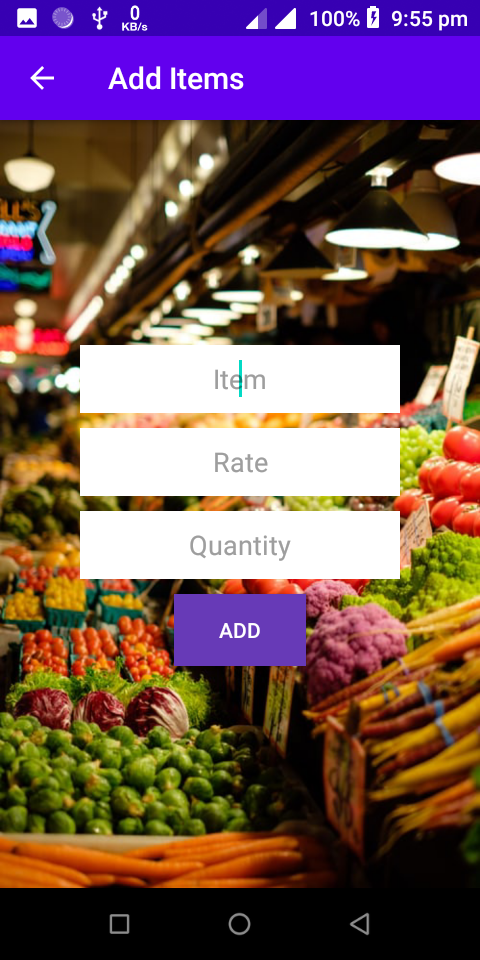 0
KB/s
100%
9:55 pm
Add Items
Item
Rate
Quantity
ADD